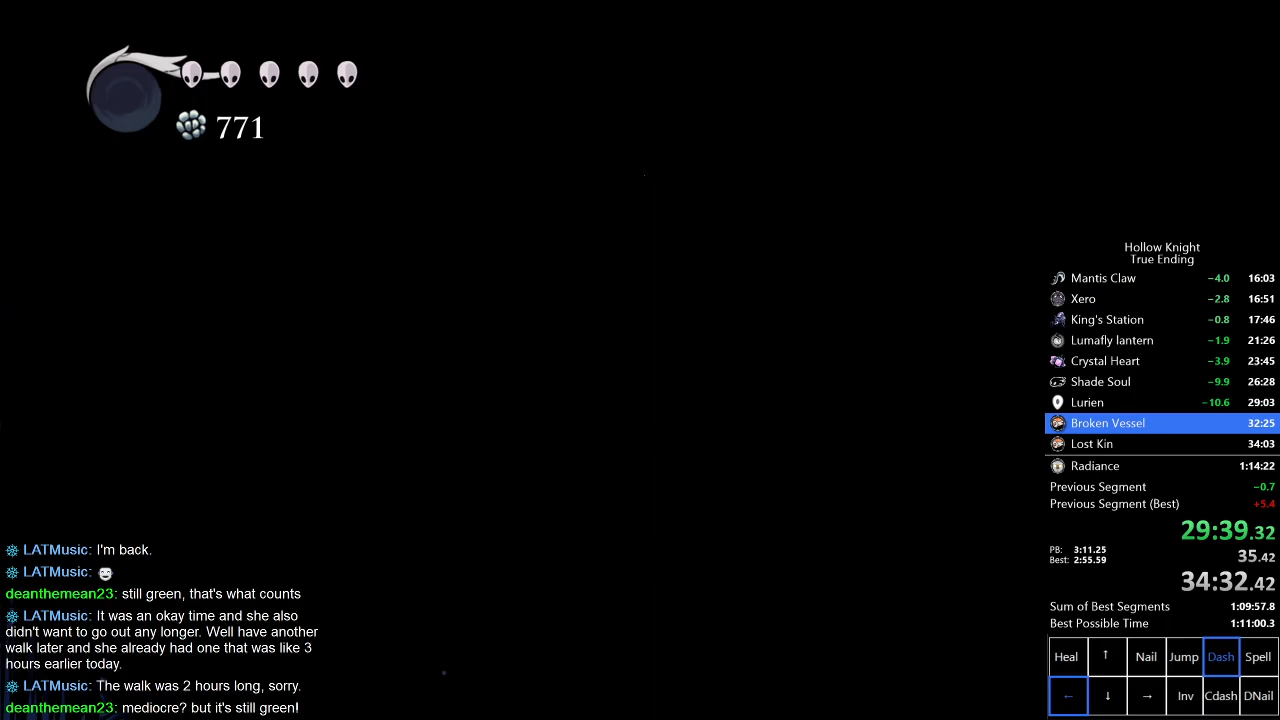 771
Hollow Knight
True Ending
Mantis Claw −4.0 16:03
Xero −2.8 16:51
King's Station −0.8 17:46
Lumafly lantern −1.9 21:26
Crystal Heart −3.9 23:45
Shade Soul −9.9 26:28
Lurien −10.6 29:03
Broken Vessel 32:25
Lost Kin 34:03
Radiance 1:14:22
Previous Segment −0.7
Previous Segment (Best) +5.4
29:39.32
PB: 3:11.25
Best: 2:55.59
35.42
34:32.42
Sum of Best Segments 1:09:57.8
Best Possible Time 1:11:00.3
Heal ↑ Nail Jump Dash Spell
← ↓ → Inv Cdash DNail
LATMusic: I'm back.
LATMusic:
deanthemean23: still green, that's what counts
LATMusic: It was an okay time and she also
didn't want to go out any longer. Well have another
walk later and she already had one that was like 3
hours earlier today.
LATMusic: The walk was 2 hours long, sorry.
deanthemean23: mediocre? but it's still green!